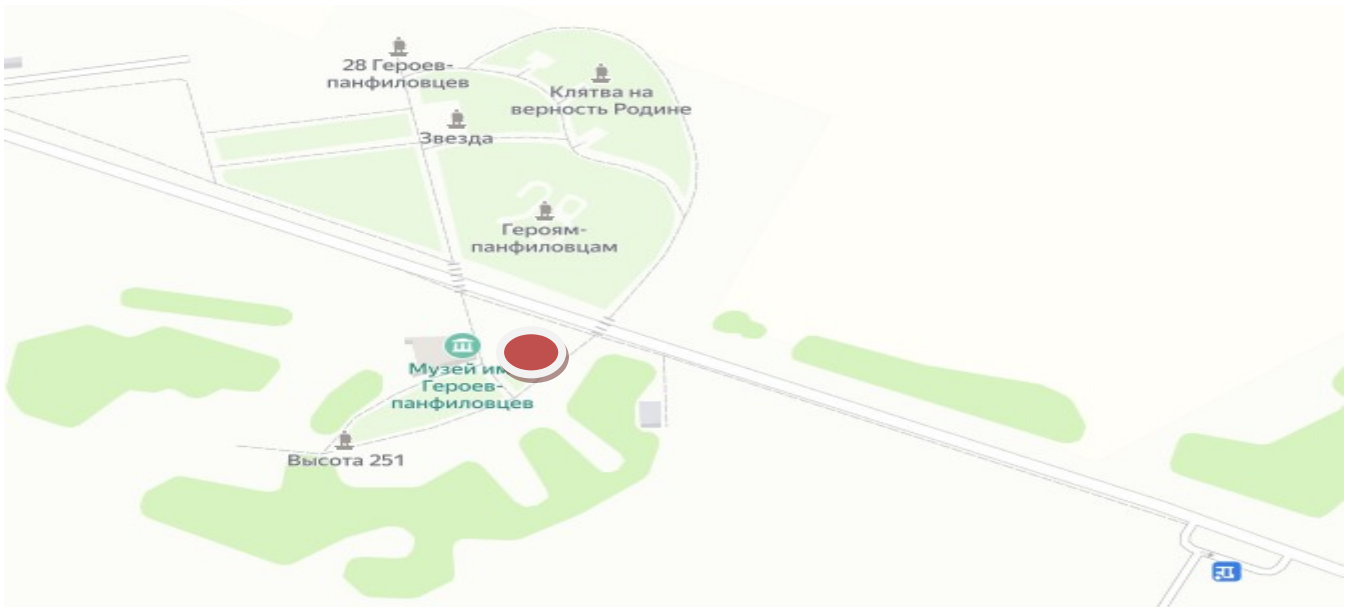 28 Героев-
панфиловцев
Клятва на
верность Родине
Звезда
Героям-
панфиловцам
Музей им.
Героев-
панфиловцев
Высота 251